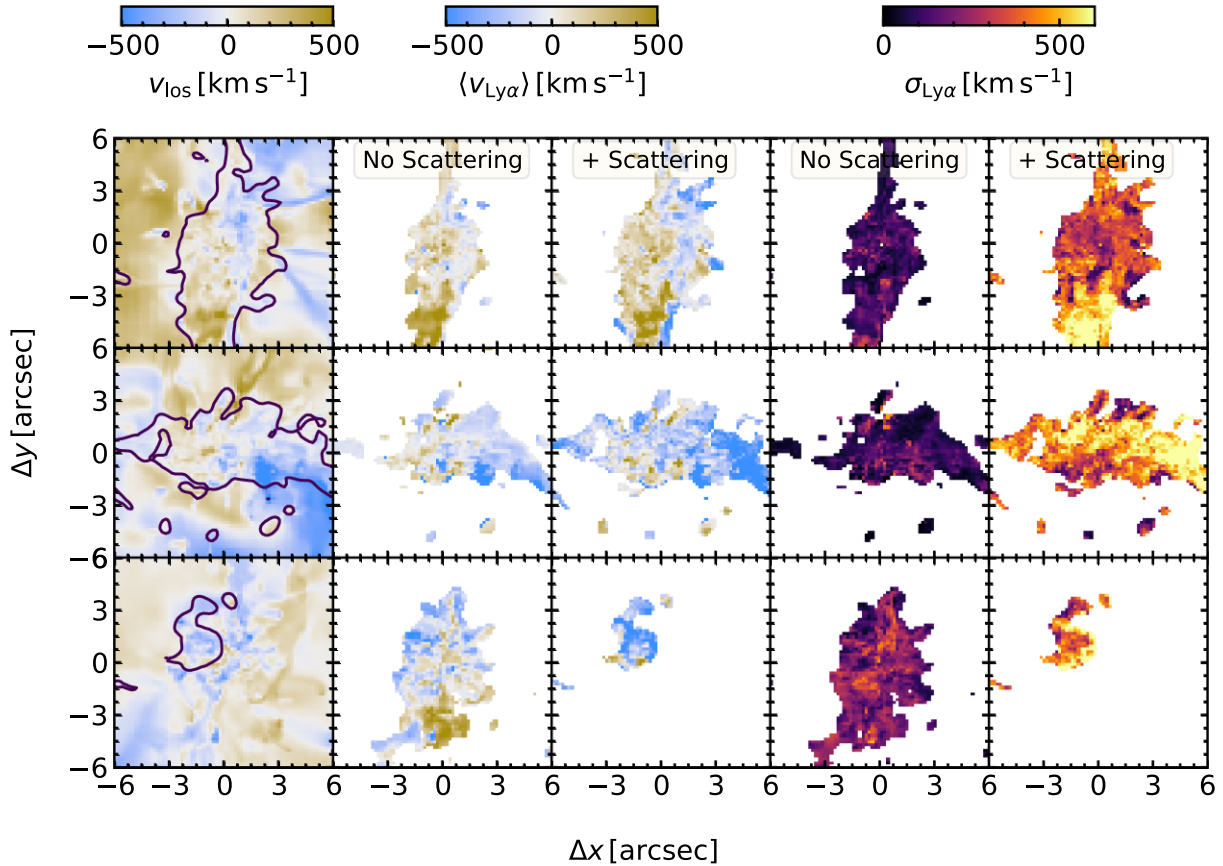 −500 0 500 −500 0 500 0 500
v_los [km s⁻¹] ⟨v_Lyα⟩ [km s⁻¹] σ_Lyα [km s⁻¹]
6 No Scattering + Scattering No Scattering + Scattering
3
0
−3
6
3
0
−3
−6
3
0
−3
−6
Δy [arcsec]
−6 −3 0 3 6 −3 0 3 6 −3 0 3 6 −3 0 3 6 −3 0 3 6
Δx [arcsec]